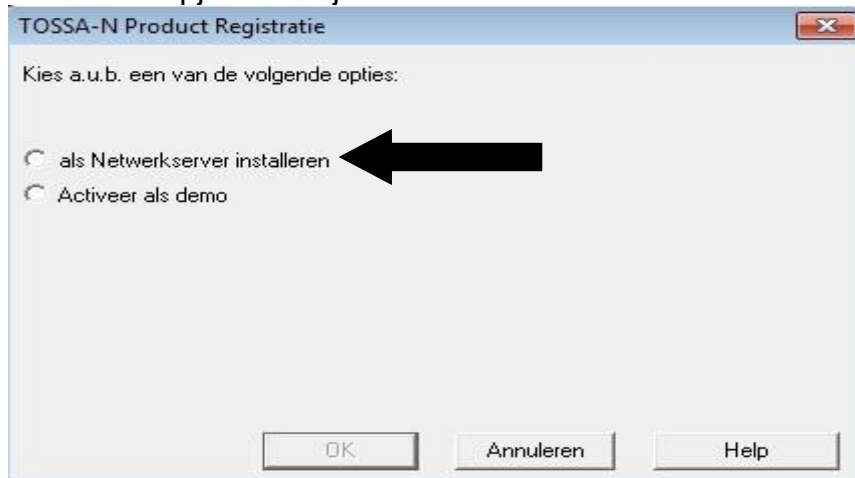 TOSSA-N Product Registratie
Kies a.u.b. een van de volgende opties:
als Netwerkserver installeren
Activeer als demo
OK
Annuleren
Help